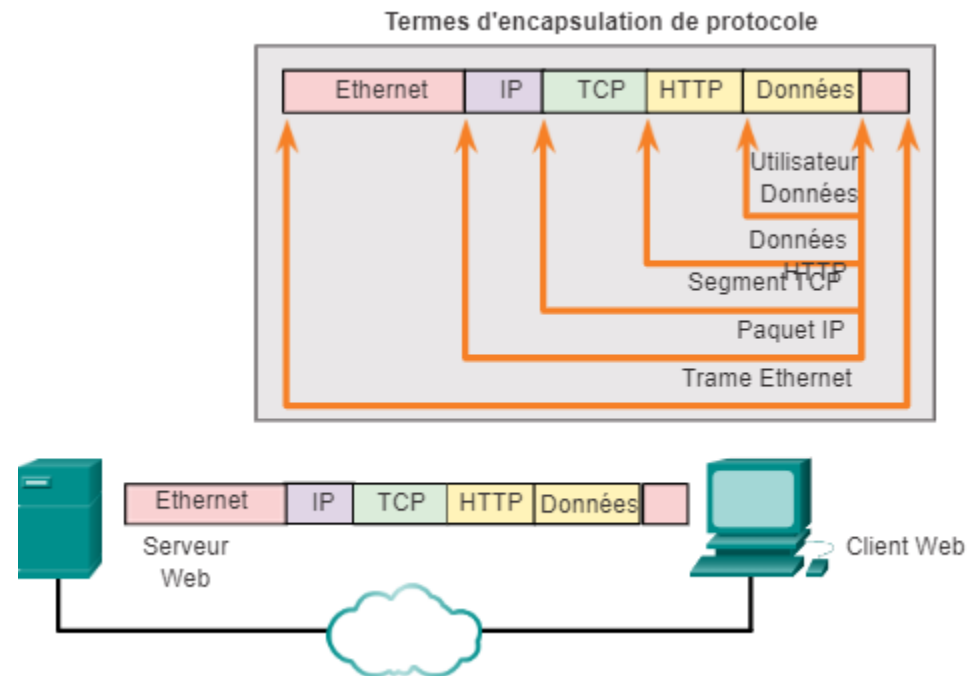 Termes d'encapsulation de protocole
Ethernet IP TCP HTTP Données
Utilisateur
Données
Données
HTTP
Segment TCP
Paquet IP
Trame Ethernet
Ethernet IP TCP HTTP Données
Serveur
Web
Client Web